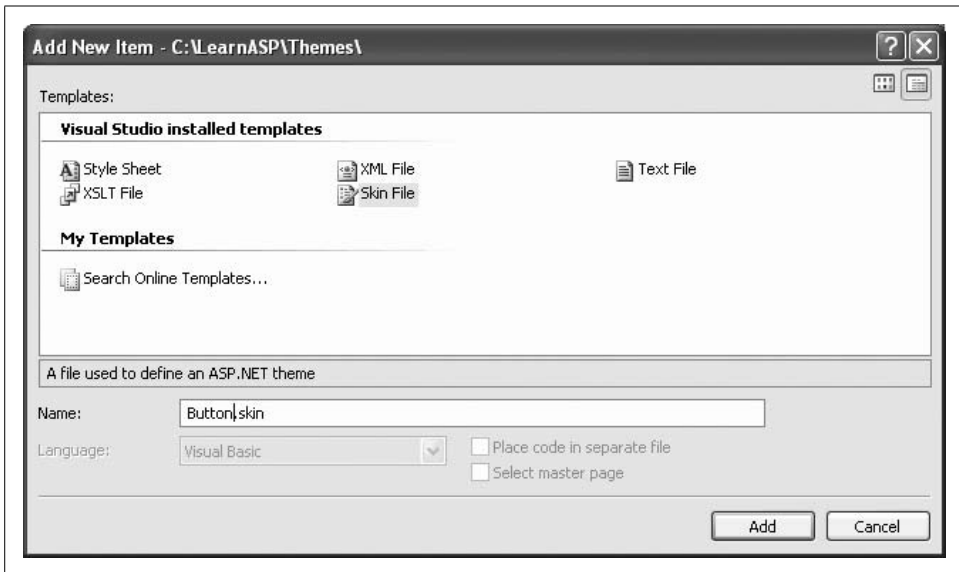 Add New Item - C:\LearnASP\Themes\
Templates:
Visual Studio installed templates
Style Sheet
XML File
Text File
XSLT File
Skin File
My Templates
Search Online Templates...
A file used to define an ASP.NET theme
Name:
Button.skin
Language:
Visual Basic
Place code in separate file
Select master page
Add
Cancel